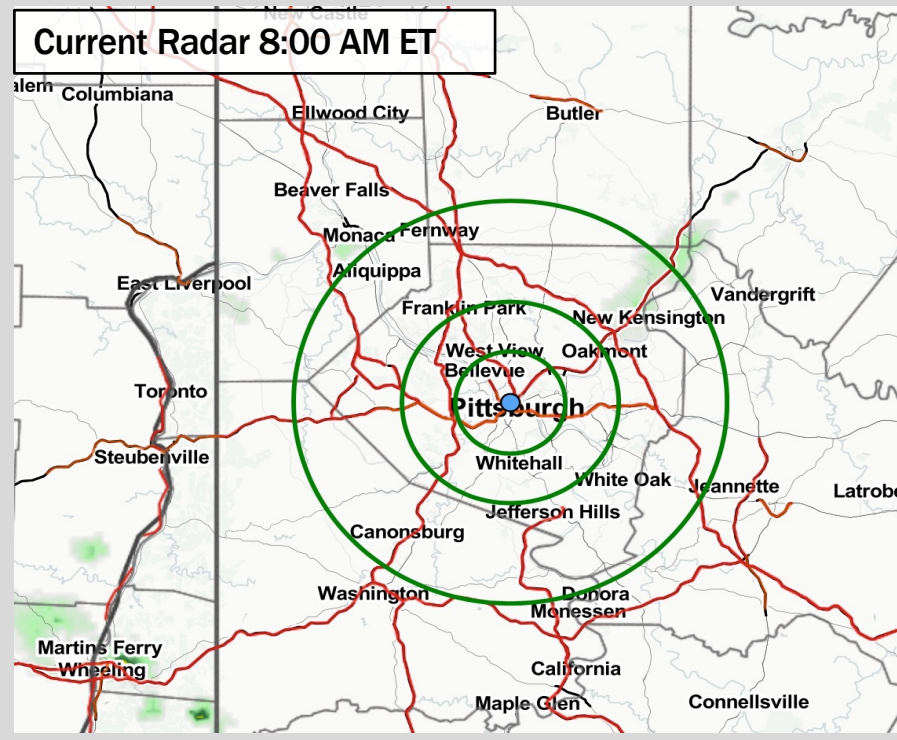 New Castle
Current Radar 8:00 AM ET
alem
Columbiana
Ellwood City
Butler
Beaver Falls
Monaca
Fernway
Aliquippa
East Liverpool
Vandergrift
Franklin Park
New Kensington
West View
Oakmont
Bellevue
Toronto
Pittsburgh
Steubenville
Whitehall
White Oak
Jeannette
Latrobe
Jefferson Hills
Canonsburg
Washington
Donora
Monessen
Martins Ferry
Wheeling
California
Maple Glen
Connellsville